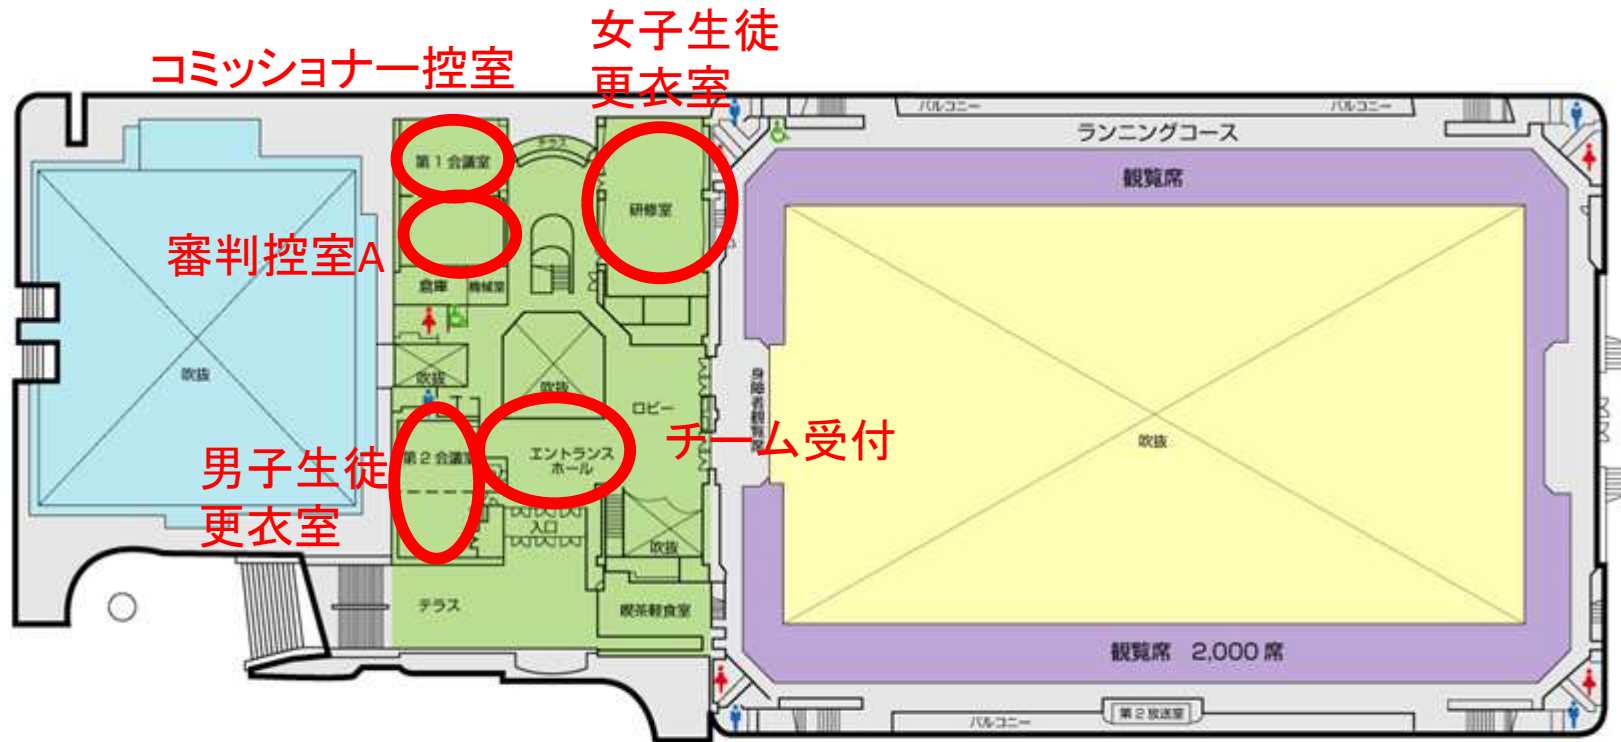 女子生徒
更衣室
コミッショナー控室
バルコニー
バルコニー
ランニングコース
テラス
第1会議室
観覧席
研修室
審判控室A
倉庫
機械室
吹抜
吹抜
吹抜
身障者観覧席
ロビー
チーム受付
吹抜
エントランス
ホール
第2会議室
男子生徒
更衣室
入口
吹抜
テラス
喫茶軽食室
観覧席 2,000席
第2放送室
バルコニー